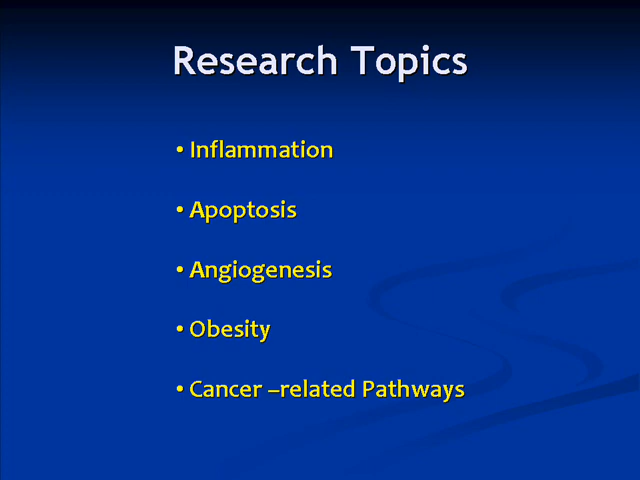 Research Topics
• Inflammation
• Apoptosis
• Angiogenesis
• Obesity
• Cancer –related Pathways